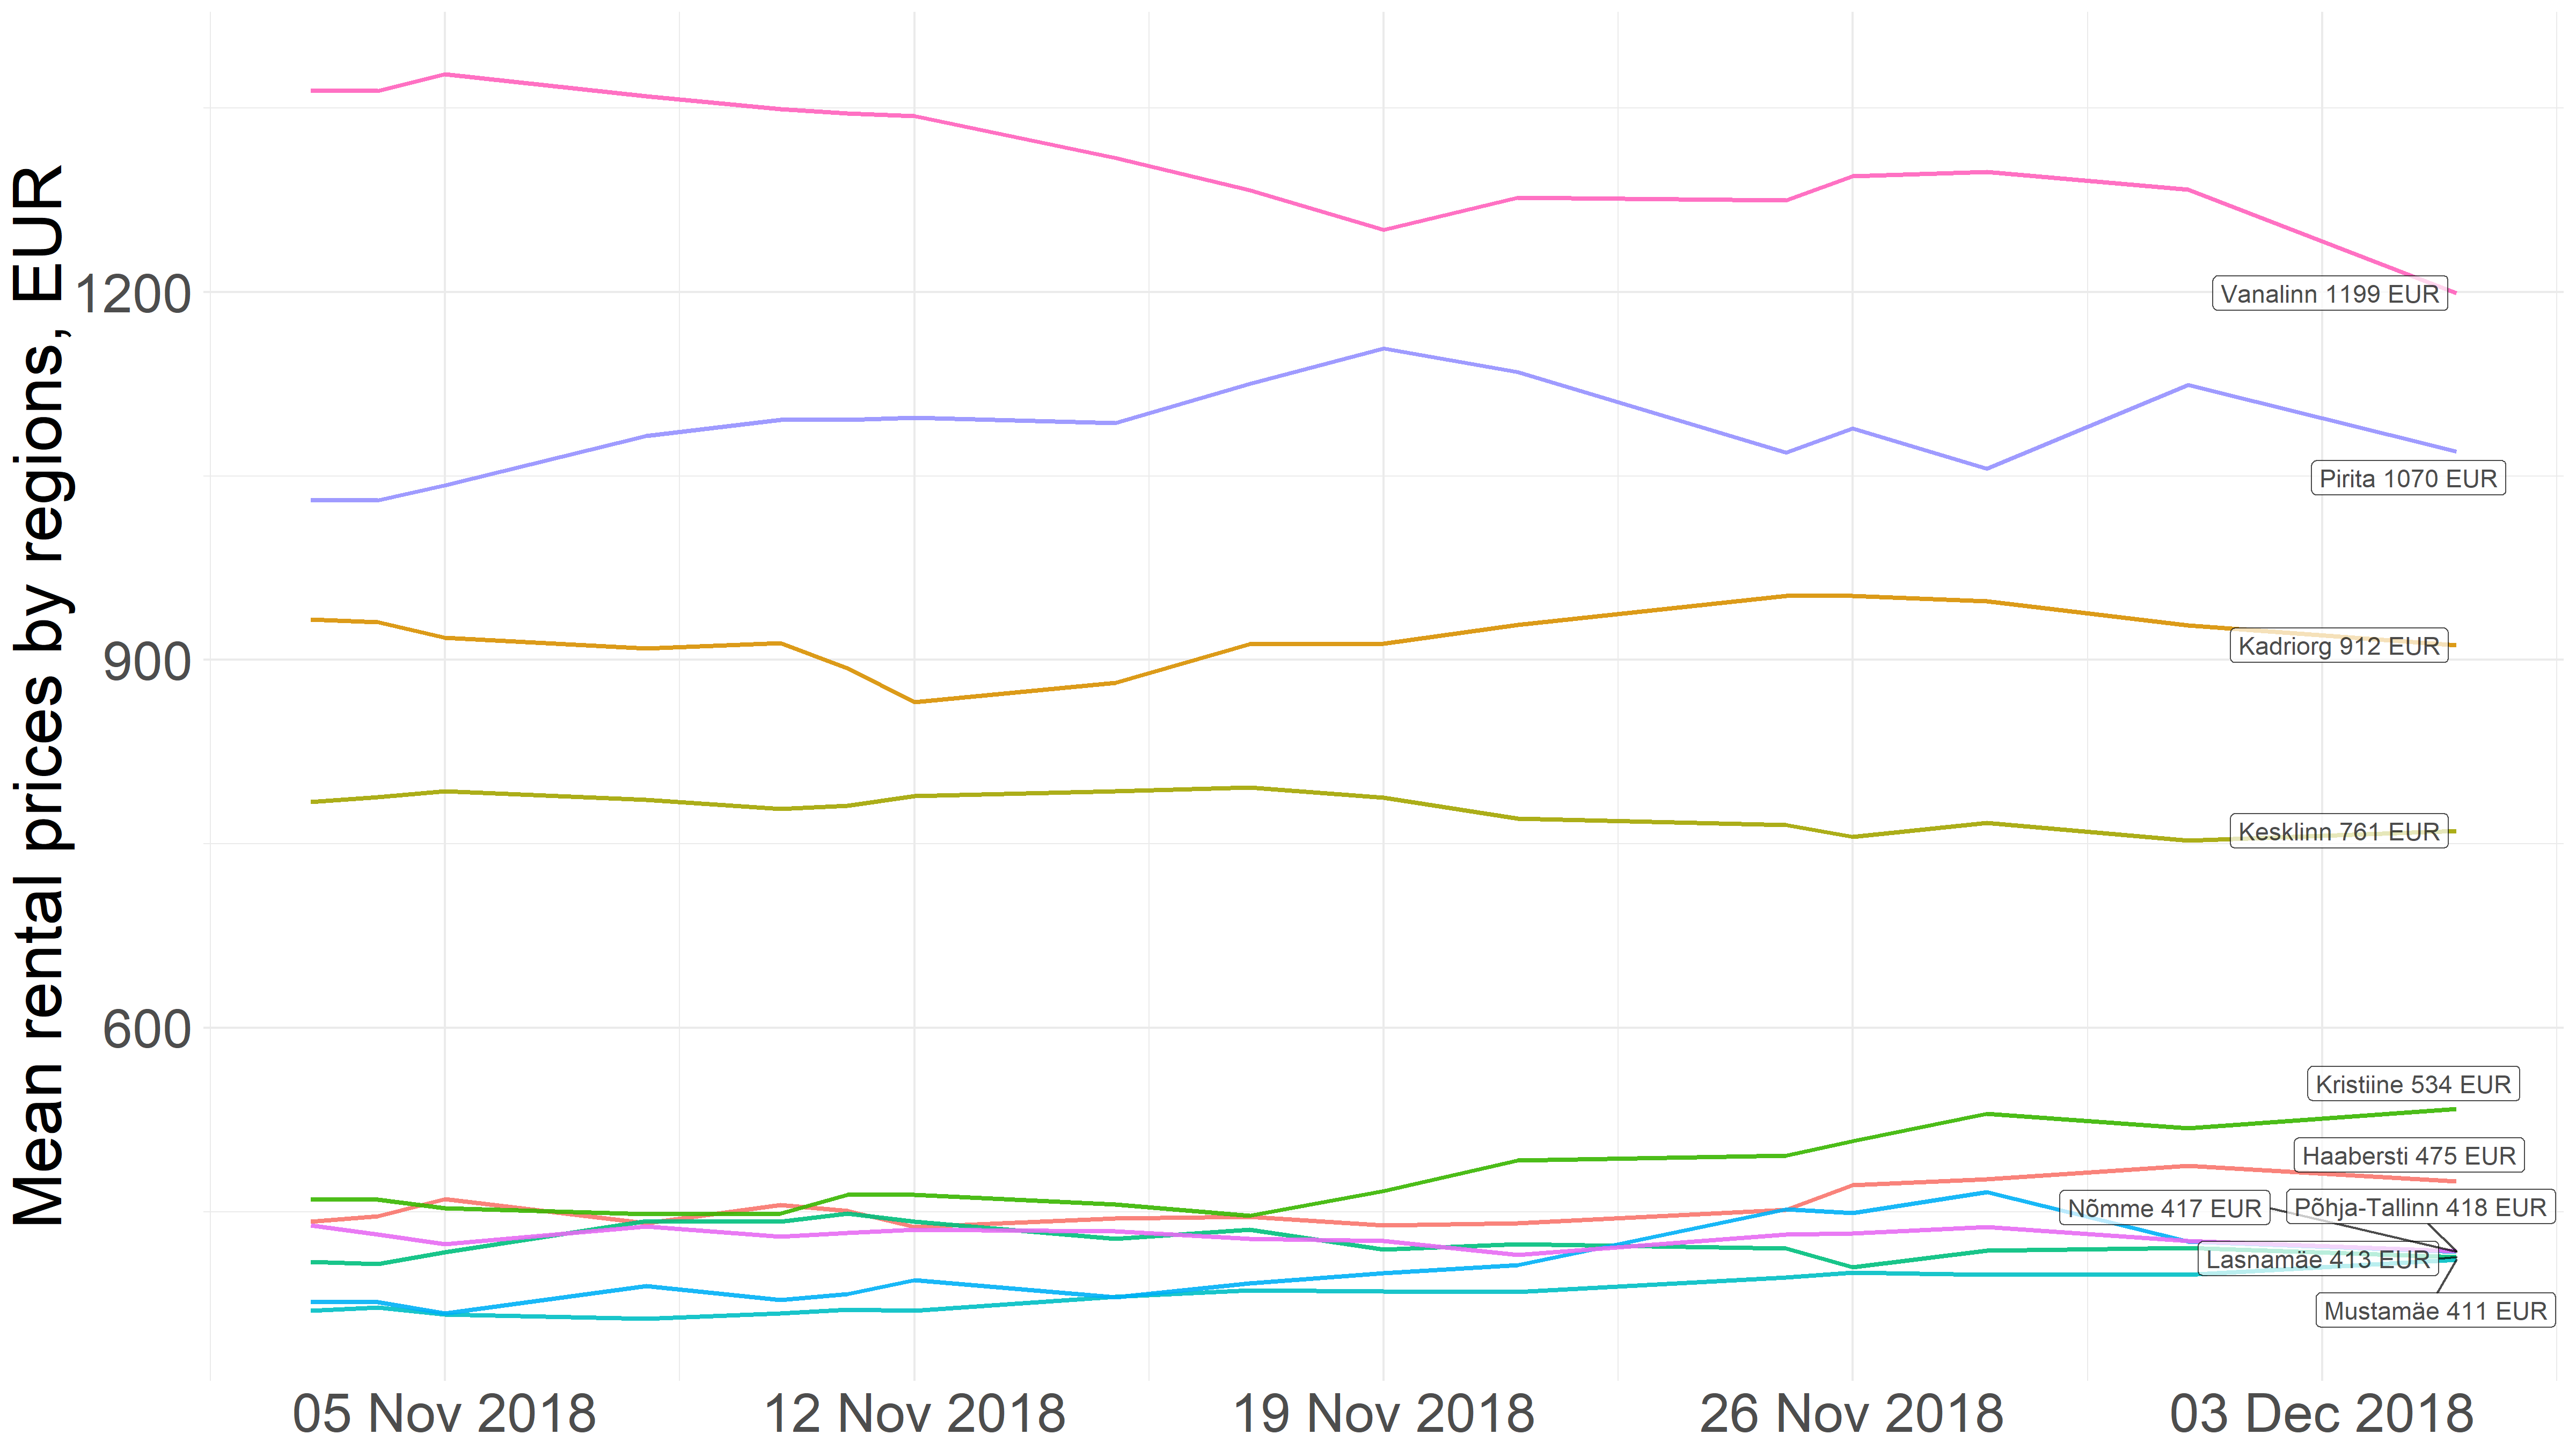 Mean rental prices by regions, EUR
1200
900
600
Vanalinn 1199 EUR
Pirita 1070 EUR
Kadriorg 912 EUR
Kesklinn 761 EUR
Kristiine 534 EUR
Haabersti 475 EUR
Nõmme 417 EUR
Põhja-Tallinn 418 EUR
Lasnamäe 413 EUR
Mustamäe 411 EUR
05 Nov 2018
12 Nov 2018
19 Nov 2018
26 Nov 2018
03 Dec 2018